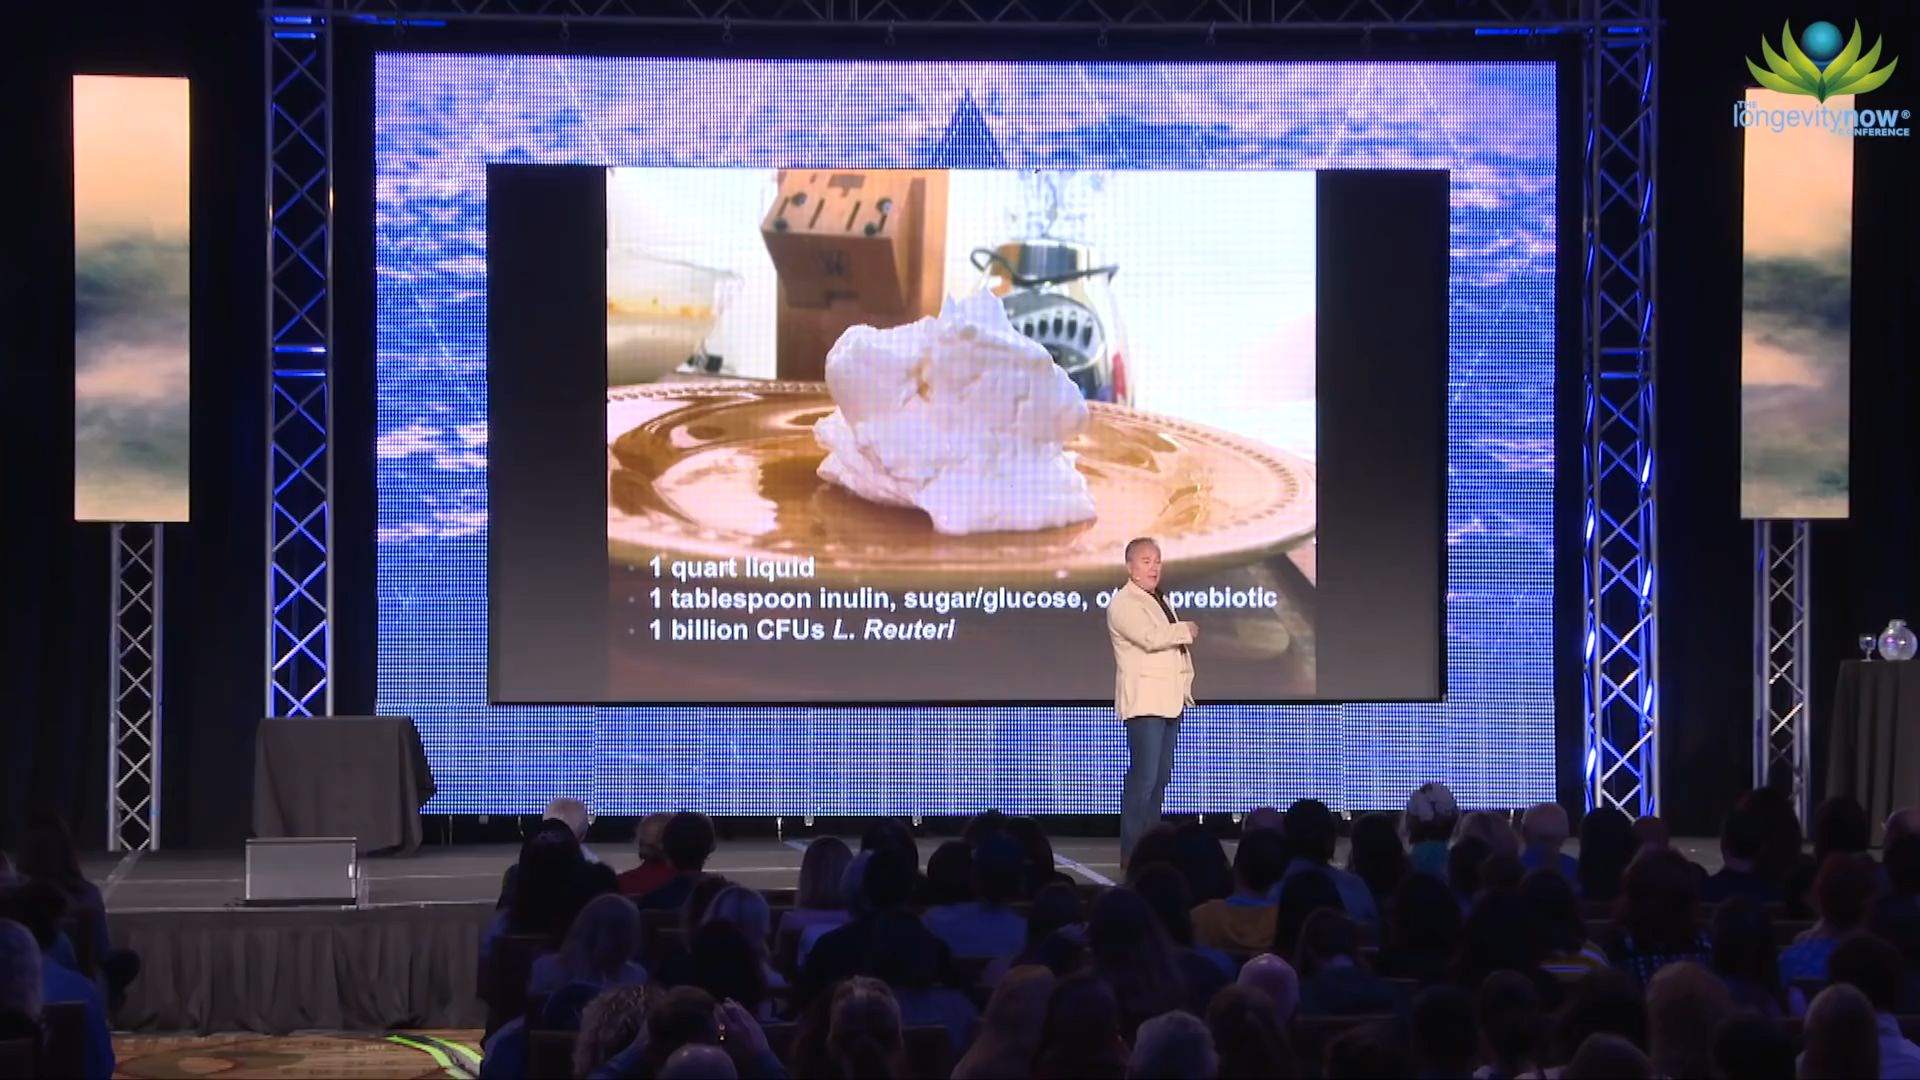 THE
longevitynow®
CONFERENCE
1 quart liquid
1 tablespoon inulin, sugar/glucose, prebiotic
1 billion CFUs L. Reuteri